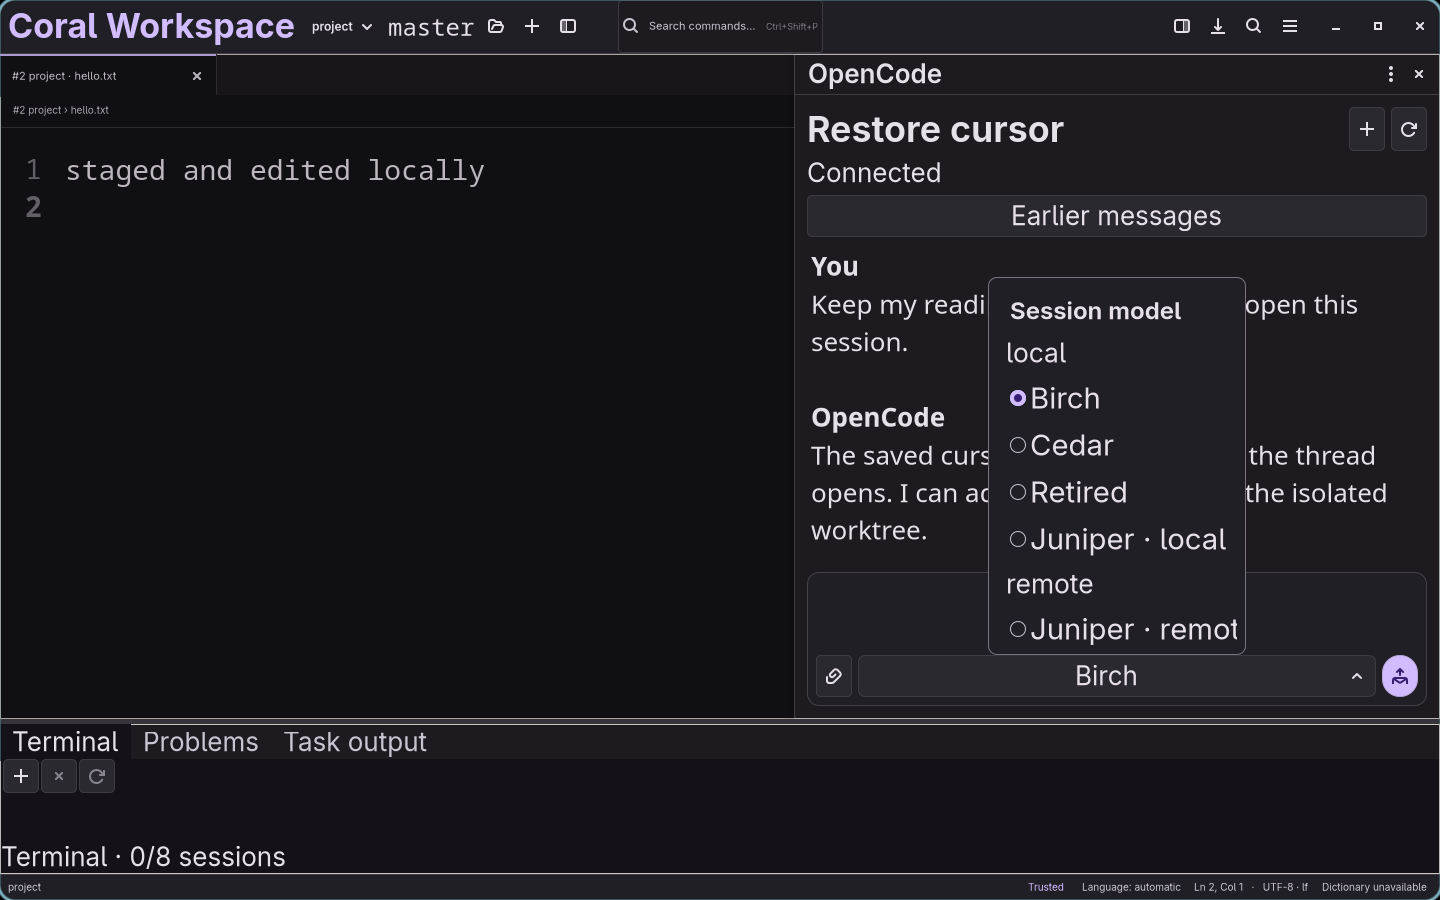 Coral Workspace
project
master
Search commands...
Ctrl+Shift+P
#2 project · hello.txt
#2 project › hello.txt
1 staged and edited locally
2
OpenCode
Restore cursor
Connected
Earlier messages
You
Keep my readi open this
session.
OpenCode
The saved curs the thread
opens. I can ac the isolated
worktree.
Session model
local
Birch
Cedar
Retired
Juniper · local
remote
Juniper · remot
Birch
Terminal
Problems
Task output
Terminal · 0/8 sessions
project
Trusted
Language: automatic
Ln 2, Col 1
· UTF-8 · lf
Dictionary unavailable